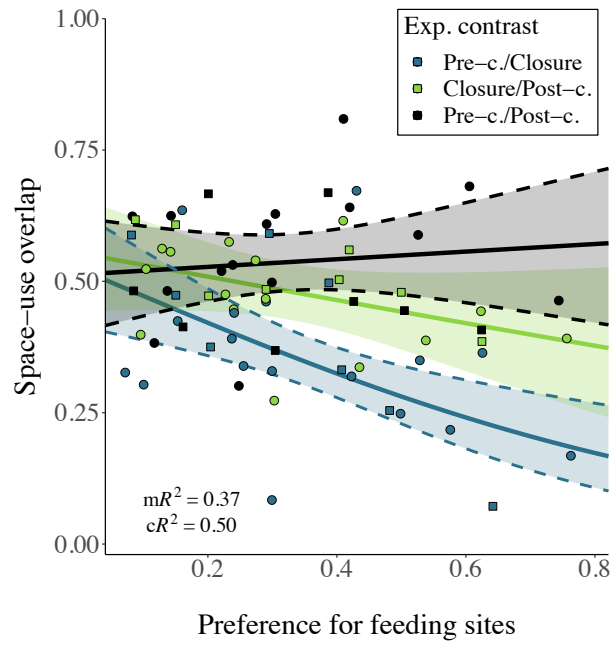 Exp. contrast
Pre−c./Closure
Closure/Post−c.
Pre−c./Post−c.
1.00
0.75
0.50
0.25
0.00
Space−use overlap
mR² = 0.37
cR² = 0.50
0.2 0.4 0.6 0.8
Preference for feeding sites